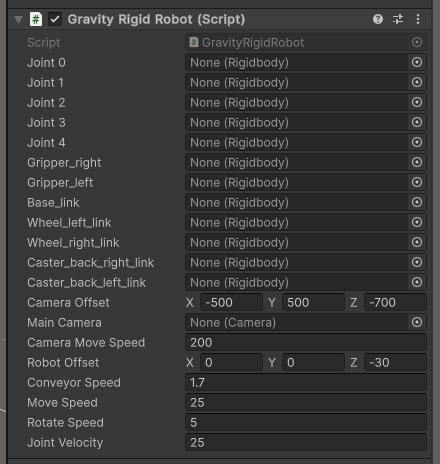 Gravity Rigid Robot (Script)
Script GravityRigidRobot
Joint 0 None (Rigidbody)
Joint 1 None (Rigidbody)
Joint 2 None (Rigidbody)
Joint 3 None (Rigidbody)
Joint 4 None (Rigidbody)
Gripper_right None (Rigidbody)
Gripper_left None (Rigidbody)
Base_link None (Rigidbody)
Wheel_left_link None (Rigidbody)
Wheel_right_link None (Rigidbody)
Caster_back_right_link None (Rigidbody)
Caster_back_left_link None (Rigidbody)
Camera Offset X -500 Y 500 Z -700
Main Camera None (Camera)
Camera Move Speed 200
Robot Offset X 0 Y 0 Z -30
Conveyor Speed 1.7
Move Speed 25
Rotate Speed 5
Joint Velocity 25